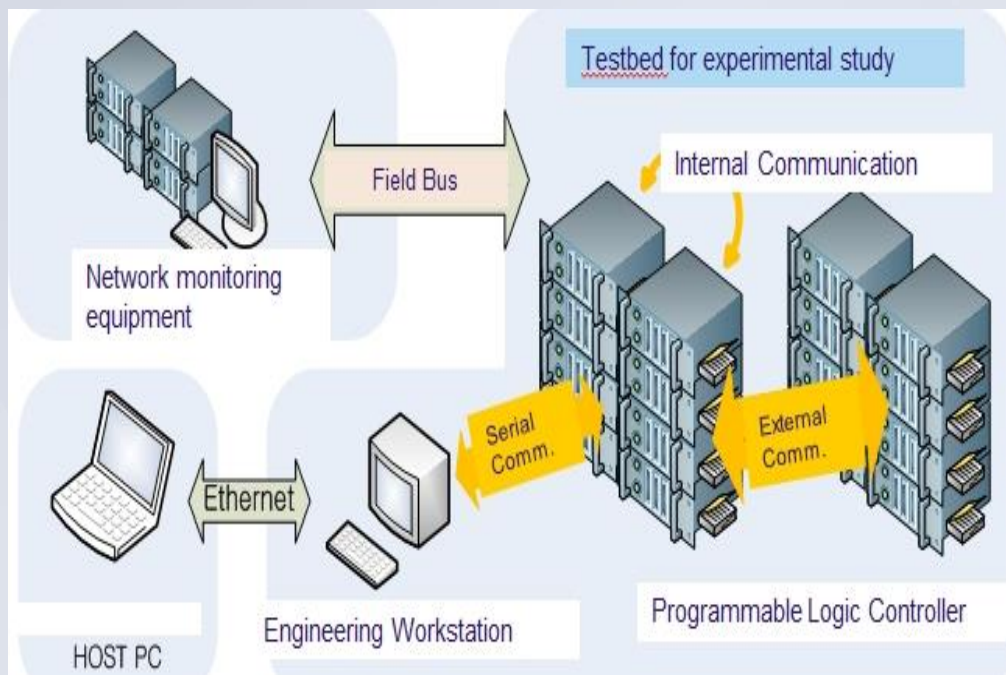 Testbed for experimental study
Internal Communication
Field Bus
Network monitoring
equipment
Serial
Comm.
External
Comm.
Ethernet
Programmable Logic Controller
Engineering Workstation
HOST PC